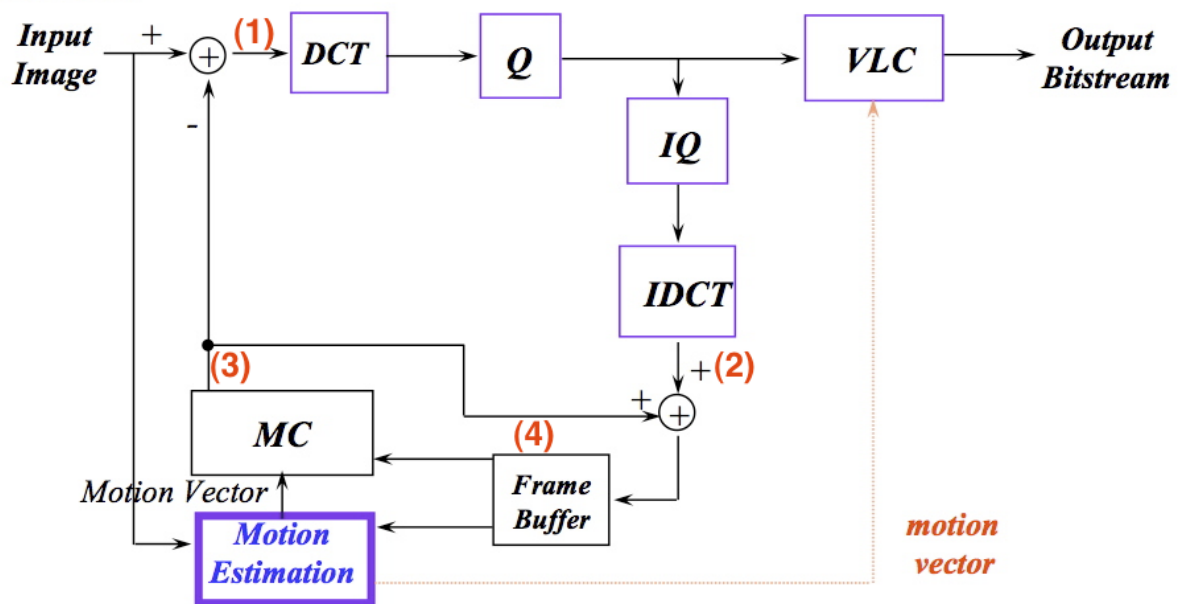 Input
Image
+
+
(1)
DCT
Q
VLC
Output
Bitstream
-
IQ
IDCT
(3)
+
(2)
+
+
MC
(4)
Frame
Buffer
Motion Vector
Motion
Estimation
motion
vector